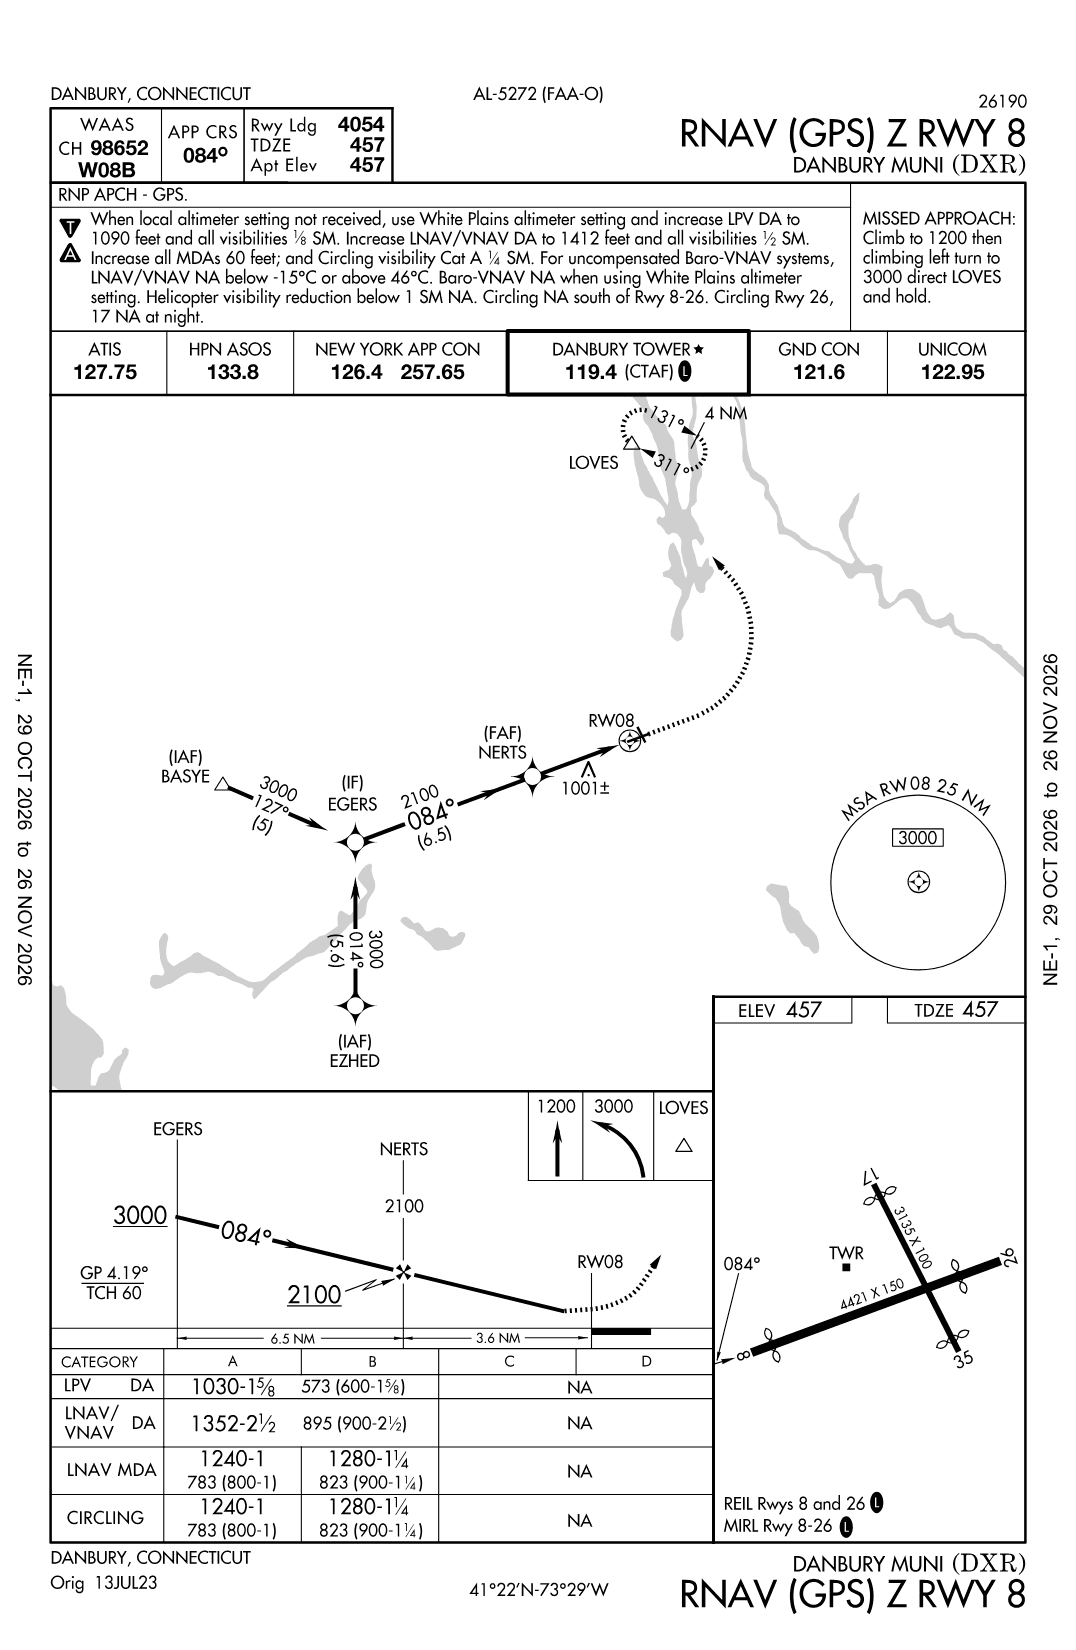 DANBURY, CONNECTICUT
AL-5272 (FAA-O)
26190
RNAV (GPS) Z RWY 8
DANBURY MUNI (DXR)
WAAS
CH 98652
W08B
APP CRS
084°
Rwy Ldg 4054
TDZE 457
Apt Elev 457
RNP APCH - GPS.
T
A
When local altimeter setting not received, use White Plains altimeter setting and increase LPV DA to
1090 feet and all visibilities ⅛ SM. Increase LNAV/VNAV DA to 1412 feet and all visibilities ½ SM.
Increase all MDAs 60 feet; and Circling visibility Cat A ¼ SM. For uncompensated Baro-VNAV systems,
LNAV/VNAV NA below -15°C or above 46°C. Baro-VNAV NA when using White Plains altimeter
setting. Helicopter visibility reduction below 1 SM NA. Circling NA south of Rwy 8-26. Circling Rwy 26,
17 NA at night.
MISSED APPROACH:
Climb to 1200 then
climbing left turn to
3000 direct LOVES
and hold.
ATIS
127.75
HPN ASOS
133.8
NEW YORK APP CON
126.4 257.65
DANBURY TOWER★
119.4 (CTAF) L
GND CON
121.6
UNICOM
122.95
131°
4 NM
LOVES
311°
RW08
(FAF)
NERTS
1001±
(IAF)
BASYE
3000
127°
(5)
(IF)
EGERS
2100
084°
(6.5)
MSA RW08 25 NM
3000
3000
014°
(5.6)
(IAF)
EZHED
NE-1, 29 OCT 2026 to 26 NOV 2026
NE-1, 29 OCT 2026 to 26 NOV 2026
ELEV 457
TDZE 457
17
3135 X 100
TWR
26
084°
4421 X 150
8
35
REIL Rwys 8 and 26 L
MIRL Rwy 8-26 L
1200
3000
LOVES
EGERS
NERTS
3000
084°
2100
GP 4.19°
TCH 60
2100
RW08
6.5 NM
3.6 NM
CATEGORY A B C D
LPV DA 1030-1⅝ 573 (600-1⅝) NA
LNAV/
VNAV DA 1352-2½ 895 (900-2½) NA
LNAV MDA 1240-1 1280-1¼ NA
783 (800-1) 823 (900-1¼)
CIRCLING 1240-1 1280-1¼ NA
783 (800-1) 823 (900-1¼)
DANBURY, CONNECTICUT
Orig 13JUL23
41°22'N-73°29'W
DANBURY MUNI (DXR)
RNAV (GPS) Z RWY 8